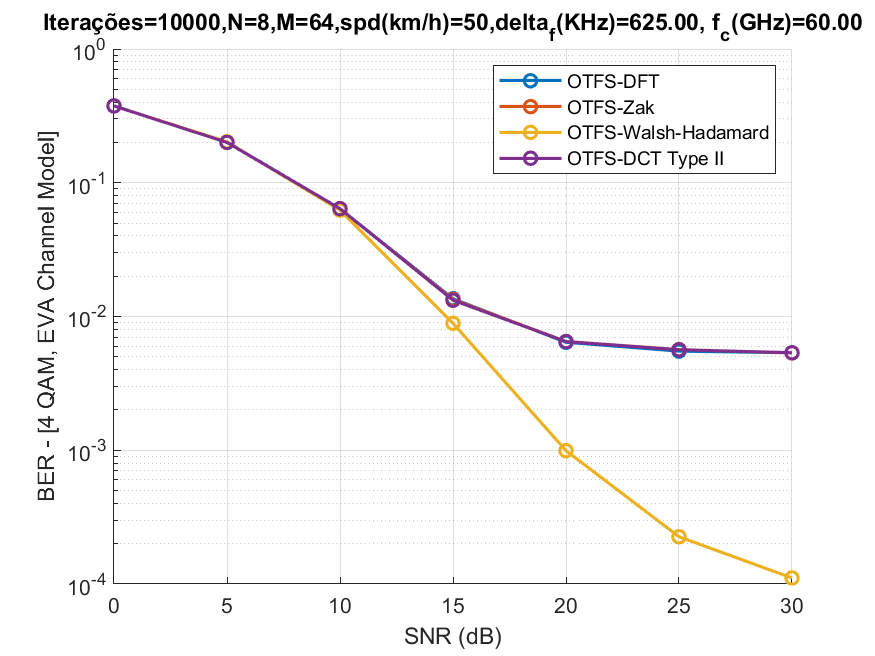 Iterações=10000,N=8,M=64,spd(km/h)=50,delta_f(KHz)=625.00, f_c(GHz)=60.00
10^0
OTFS-DFT
OTFS-Zak
OTFS-Walsh-Hadamard
OTFS-DCT Type II
10^-1
10^-2
10^-3
10^-4
BER - [4 QAM, EVA Channel Model]
0 5 10 15 20 25 30
SNR (dB)